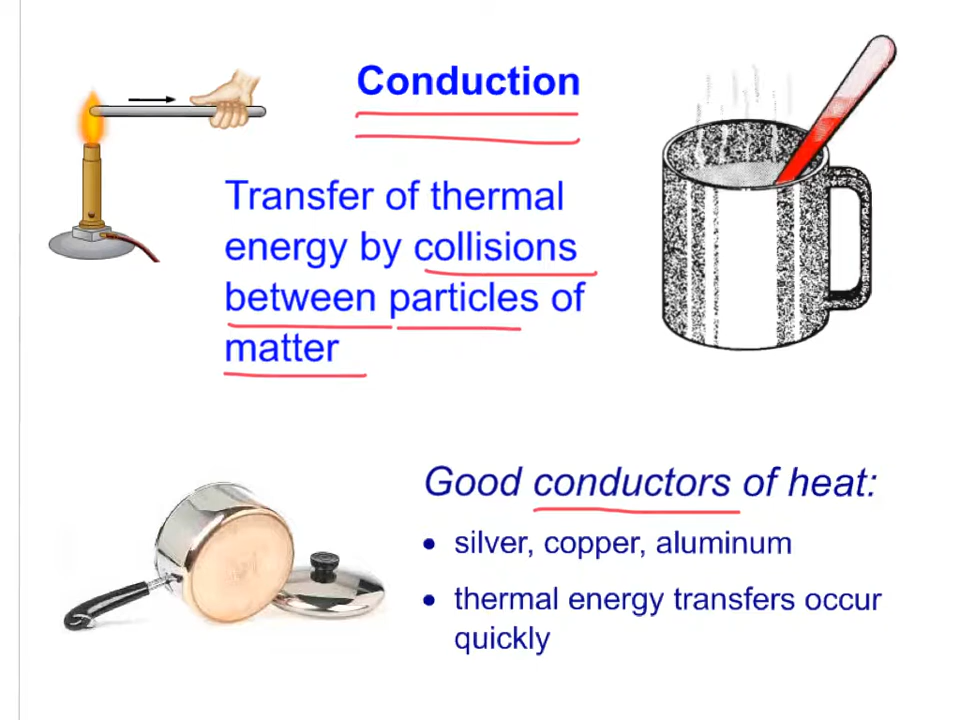 Conduction
Transfer of thermal
energy by collisions
between particles of
matter
Good conductors of heat:
• silver, copper, aluminum
• thermal energy transfers occur
quickly